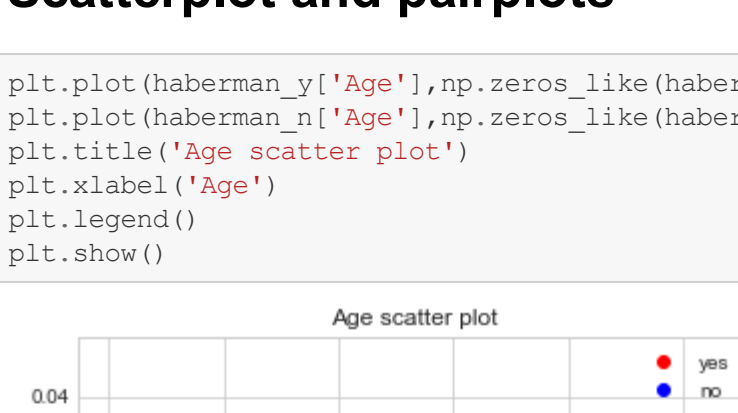 Scatterplot and pairplots
plt.plot(haberman_y['Age'],np.zeros_like(haber
plt.plot(haberman_n['Age'],np.zeros_like(haber
plt.title('Age scatter plot')
plt.xlabel('Age')
plt.legend()
plt.show()
Age scatter plot
yes
0.04
no